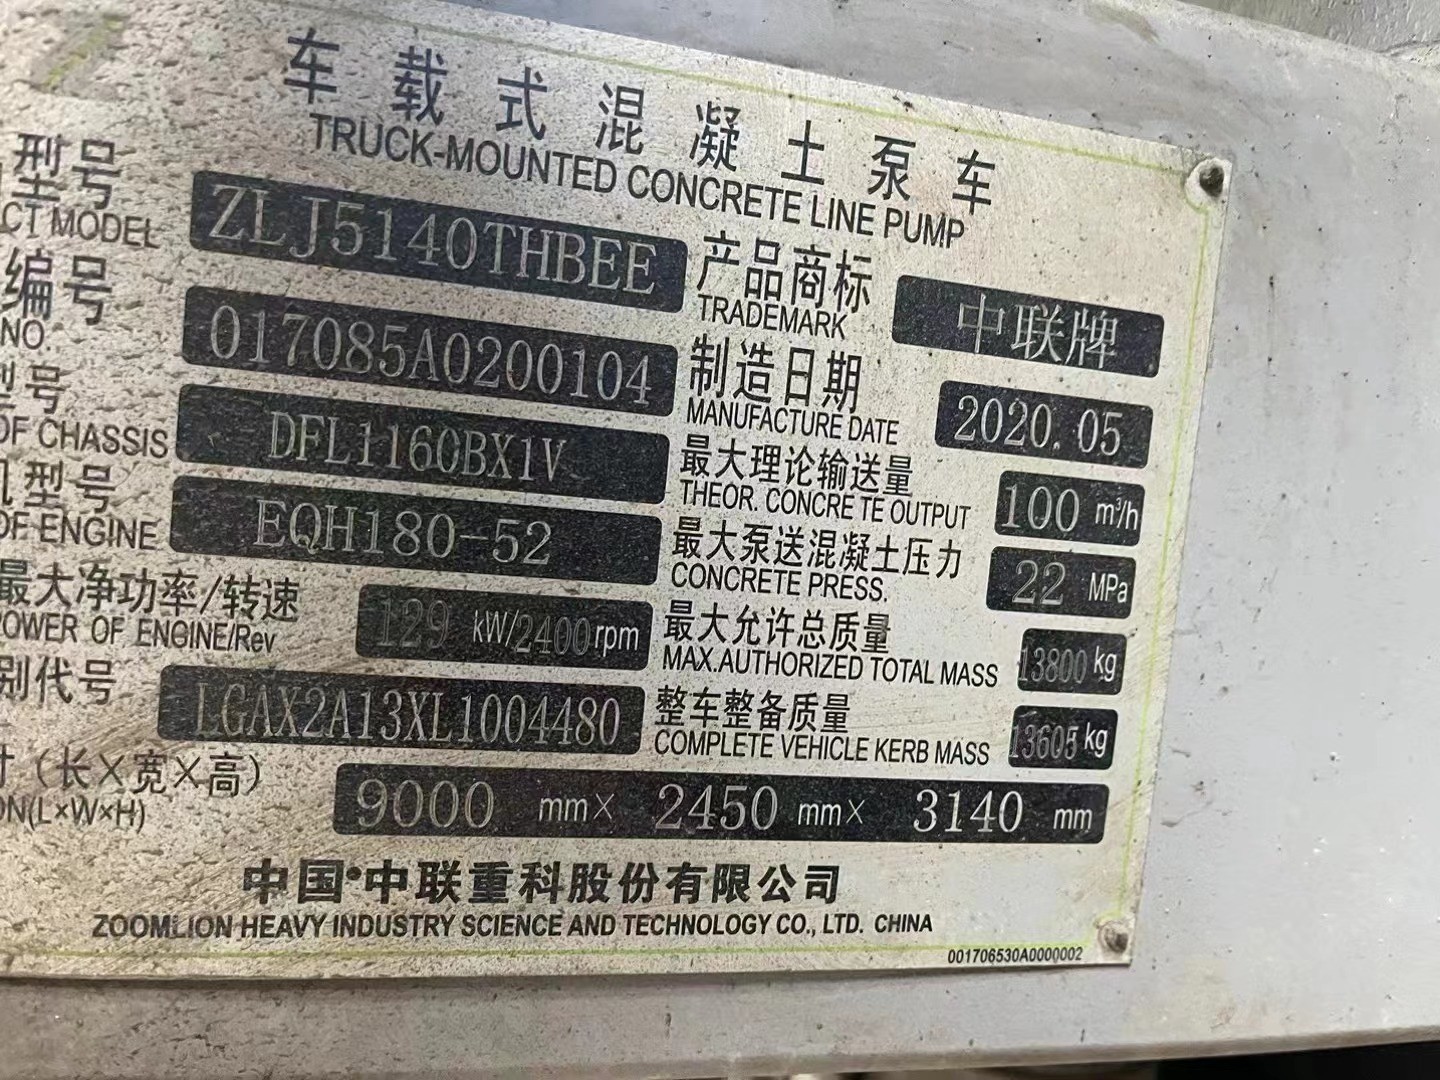 车载式混凝土泵车
TRUCK-MOUNTED CONCRETE LINE PUMP
型号 ZLJ5140THBEE 产品商标 中联牌
CT MODEL TRADEMARK
编号 017085A0200104 制造日期 2020.05
NO. MANUFACTURE DATE
型号 DFL1160BX1V 最大理论输送量 100 m³/h
OF CHASSIS THEOR. CONCRE TE OUTPUT
机型号 EQH180-52 最大泵送混凝土压力 22 MPa
OF ENGINE CONCRETE PRESS.
最大净功率/转速 129 kW/2400rpm 最大允许总质量 13800 kg
POWER OF ENGINE/Rev MAX.AUTHORIZED TOTAL MASS
别代号 LGAX2A13XL1004480 整车整备质量 13605 kg
COMPLETE VEHICLE KERB MASS
寸（长×宽×高） 9000 mm× 2450 mm× 3140 mm
ON(L×W×H)
中国•中联重科股份有限公司
ZOOMLION HEAVY INDUSTRY SCIENCE AND TECHNOLOGY CO., LTD. CHINA
001706530A0000002